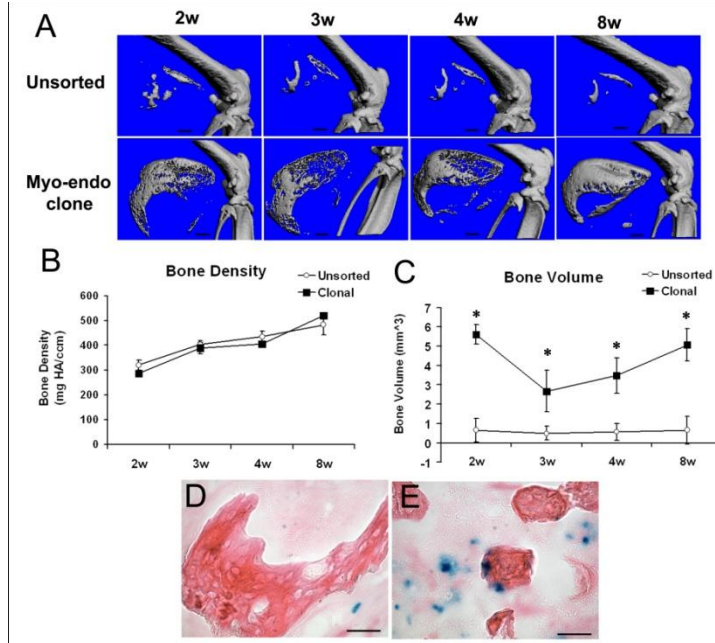 A
2w 3w 4w 8w
Unsorted
Myo-endo
clone
B
Bone Density
Unsorted
Clonal
Bone Density
(mg HA/ccm)
600
500
400
300
200
100
0
2w 3w 4w 8w
C
Bone Volume
Unsorted
Clonal
Bone Volume (mm^3)
7
6
5
4
3
2
1
0
-1
* * * *
2w 3w 4w 8w
D
E